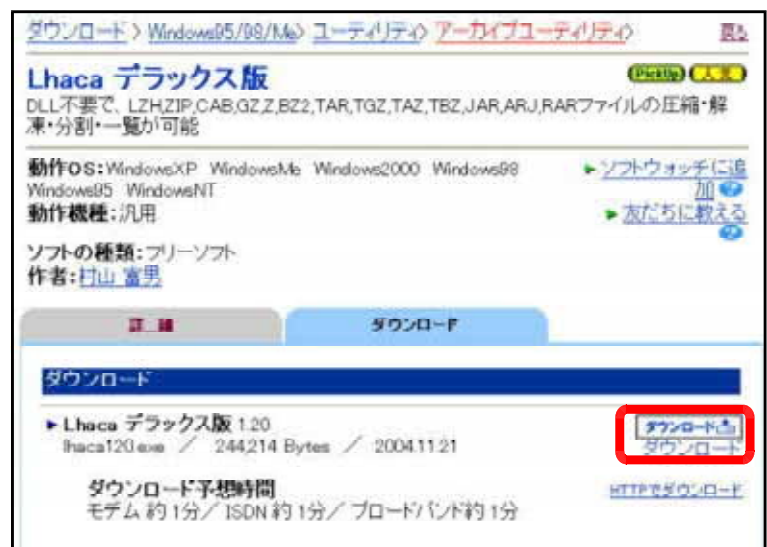 ダウンロード > Windows95/98/Me> ユーティリティ> アーカイブユーティリティ> 戻る
Lhaca デラックス版 PickUp 人気
DLL不要で、LZH,ZIP,CAB,GZ,Z,BZ2,TAR,TGZ,TAZ,TBZ,JAR,ARJ,RARファイルの圧縮・解
凍・分割・一覧が可能
動作OS:WindowsXP WindowsMe Windows2000 Windows98
Windows95 WindowsNT
動作機種:汎用
ソフトウォッチに追
加 ?
友だちに教える
?
ソフトの種類:フリーソフト
作者:村山 富男
詳 細 ダウンロード
ダウンロード
Lhaca デラックス版 1.20
lhaca120.exe / 244,214 Bytes / 2004.11.21
ダウンロード
ダウンロード
ダウンロード予想時間
モデム 約 1分/ ISDN 約 1分/ ブロードバンド約 1分
HTTPでダウンロード